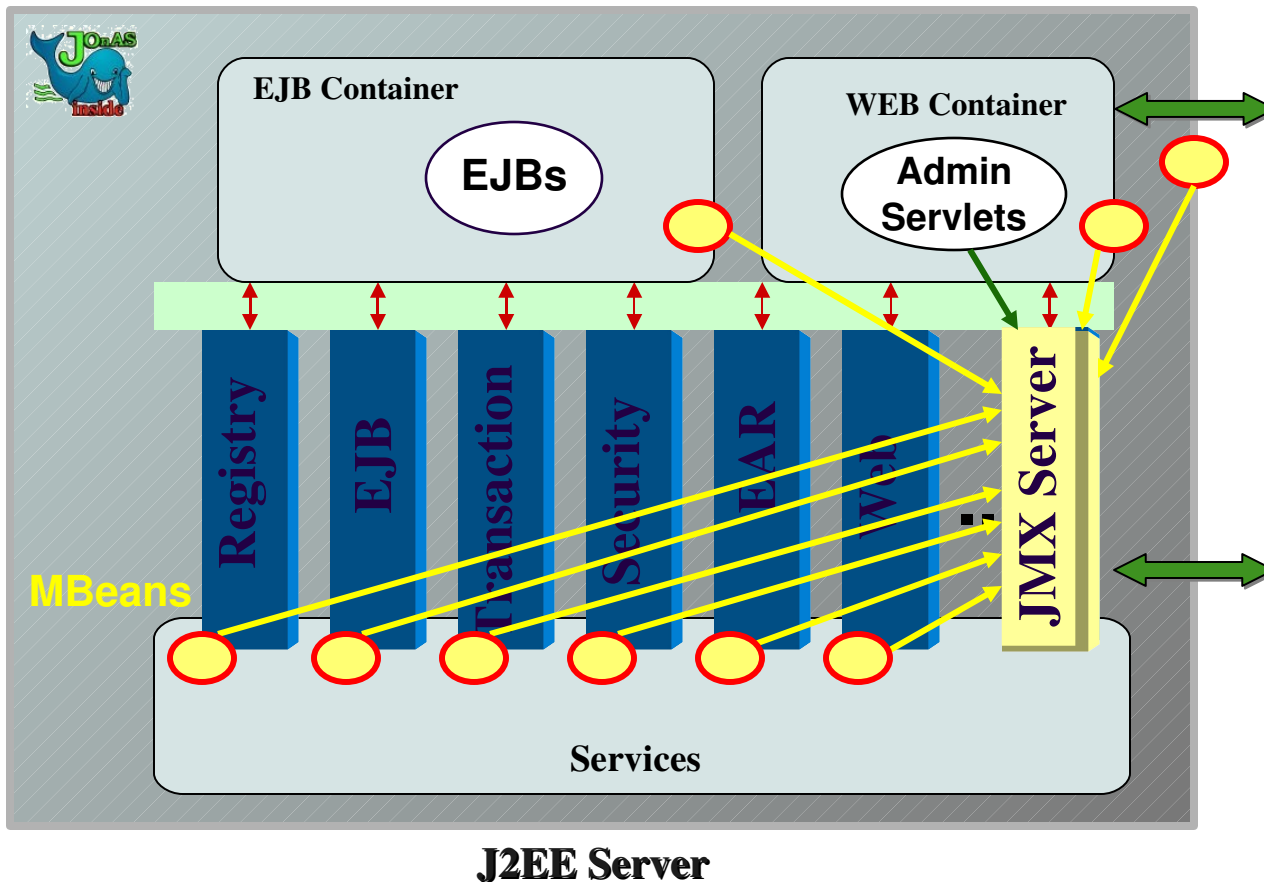 JOnAS
inside
EJB Container
EJBs
WEB Container
Admin
Servlets
Registry
EJB
Transaction
Security
EAR
Web
..
JMX Server
MBeans
Services
J2EE Server